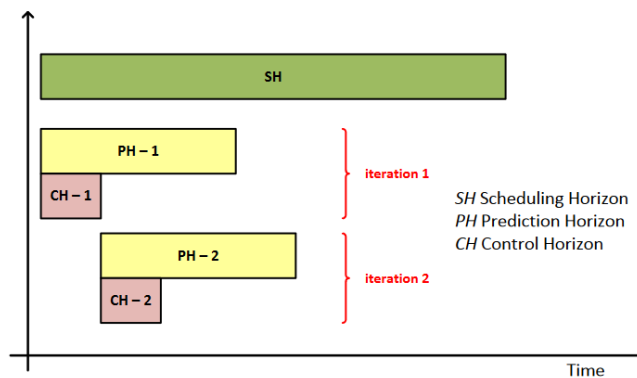 SH
PH – 1
CH – 1
iteration 1
SH Scheduling Horizon
PH Prediction Horizon
CH Control Horizon
PH – 2
CH – 2
iteration 2
Time